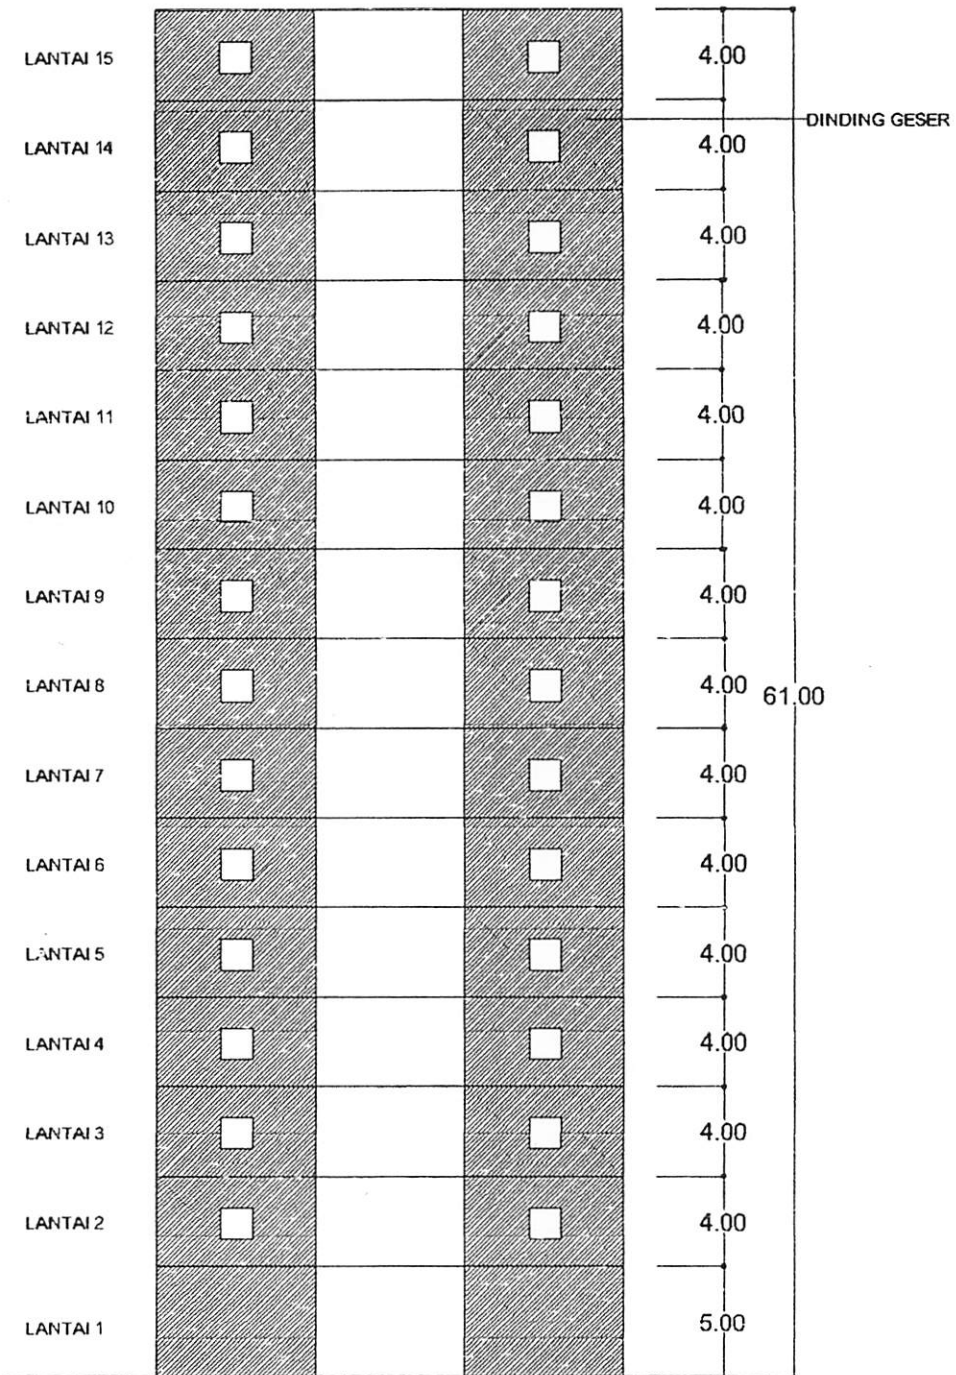 LANTAI 15
4.00
DINDING GESER
LANTAI 14
4.00
LANTAI 13
4.00
LANTAI 12
4.00
LANTAI 11
4.00
LANTAI 10
4.00
LANTAI 9
4.00
LANTAI 8
4.00
61.00
LANTAI 7
4.00
LANTAI 6
4.00
LANTAI 5
4.00
LANTAI 4
4.00
LANTAI 3
4.00
LANTAI 2
4.00
LANTAI 1
5.00